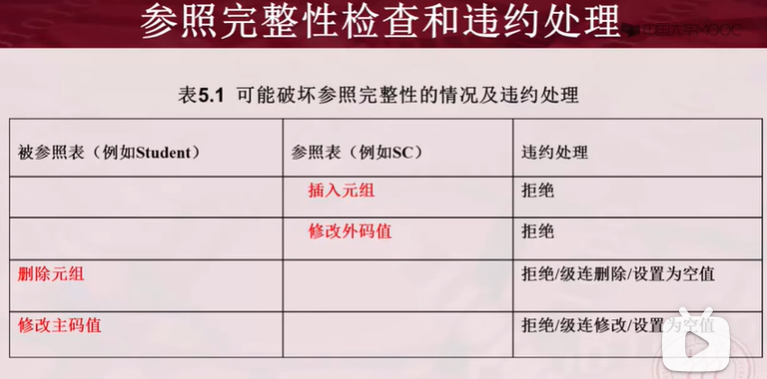 参照完整性检查和违约处理
中国大学MOOC
表5.1 可能破坏参照完整性的情况及违约处理
被参照表（例如Student） 参照表（例如SC） 违约处理
插入元组 拒绝
修改外码值 拒绝
删除元组 拒绝/级连删除/设置为空值
修改主码值 拒绝/级连修改/设置为空值